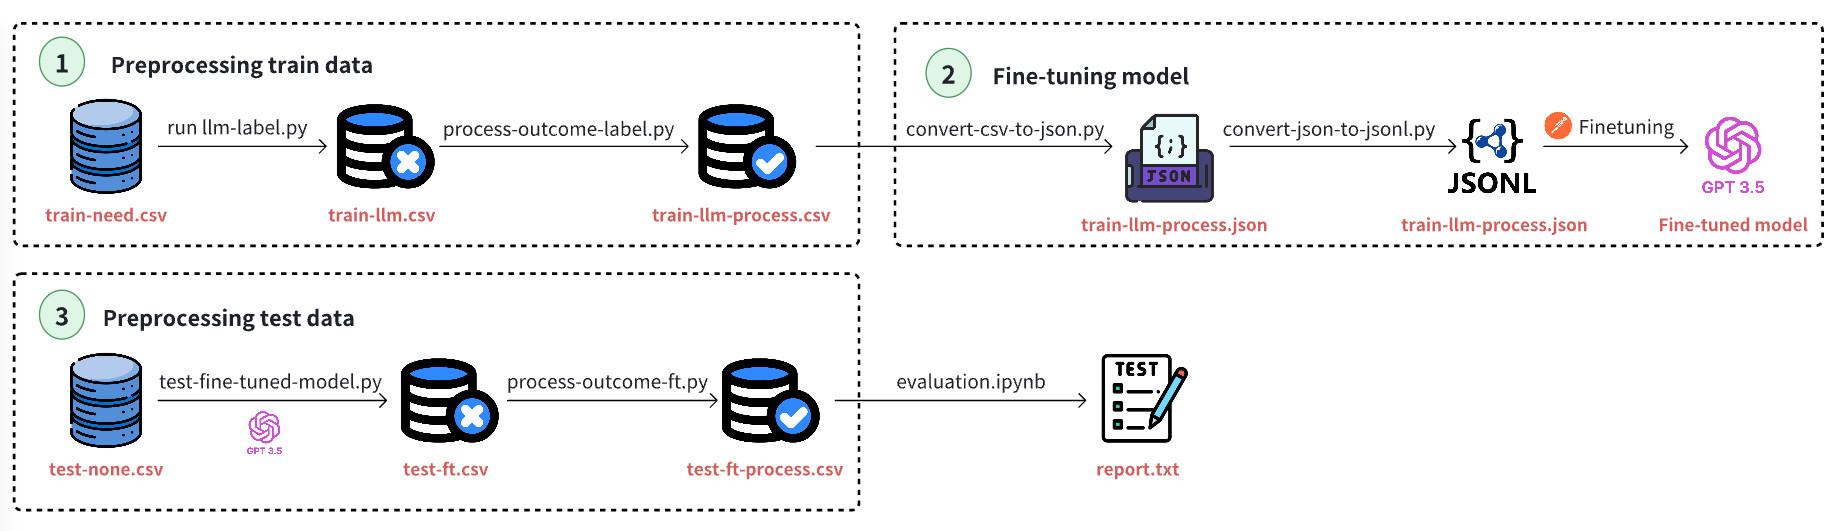 1 Preprocessing train data
run llm-label.py
process-outcome-label.py
train-need.csv
train-llm.csv
train-llm-process.csv
2 Fine-tuning model
convert-csv-to-json.py
convert-json-to-jsonl.py
Finetuning
{;}
JSON
JSONL
GPT 3.5
train-llm-process.json
train-llm-process.json
Fine-tuned model
3 Preprocessing test data
test-fine-tuned-model.py
GPT 3.5
process-outcome-ft.py
evaluation.ipynb
TEST
test-none.csv
test-ft.csv
test-ft-process.csv
report.txt